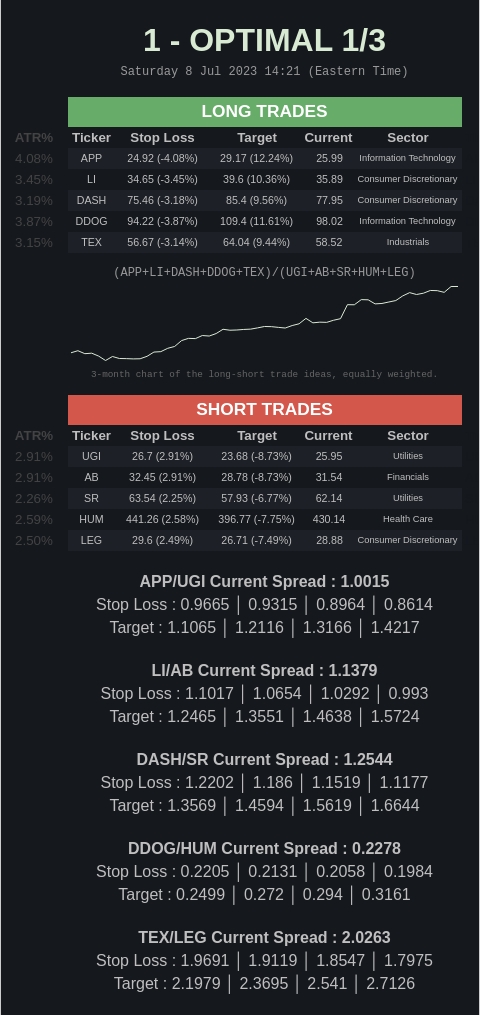 1 - OPTIMAL 1/3
Saturday 8 Jul 2023 14:21 (Eastern Time)
LONG TRADES
ATR% Ticker Stop Loss Target Current Sector
4.08% APP 24.92 (-4.08%) 29.17 (12.24%) 25.99 Information Technology
3.45% LI 34.65 (-3.45%) 39.6 (10.36%) 35.89 Consumer Discretionary
3.19% DASH 75.46 (-3.18%) 85.4 (9.56%) 77.95 Consumer Discretionary
3.87% DDOG 94.22 (-3.87%) 109.4 (11.61%) 98.02 Information Technology
3.15% TEX 56.67 (-3.14%) 64.04 (9.44%) 58.52 Industrials
(APP+LI+DASH+DDOG+TEX)/(UGI+AB+SR+HUM+LEG)
3-month chart of the long-short trade ideas, equally weighted.
SHORT TRADES
ATR% Ticker Stop Loss Target Current Sector
2.91% UGI 26.7 (2.91%) 23.68 (-8.73%) 25.95 Utilities
2.91% AB 32.45 (2.91%) 28.78 (-8.73%) 31.54 Financials
2.26% SR 63.54 (2.25%) 57.93 (-6.77%) 62.14 Utilities
2.59% HUM 441.26 (2.58%) 396.77 (-7.75%) 430.14 Health Care
2.50% LEG 29.6 (2.49%) 26.71 (-7.49%) 28.88 Consumer Discretionary
APP/UGI Current Spread : 1.0015
Stop Loss : 0.9665 │ 0.9315 │ 0.8964 │ 0.8614
Target : 1.1065 │ 1.2116 │ 1.3166 │ 1.4217
LI/AB Current Spread : 1.1379
Stop Loss : 1.1017 │ 1.0654 │ 1.0292 │ 0.993
Target : 1.2465 │ 1.3551 │ 1.4638 │ 1.5724
DASH/SR Current Spread : 1.2544
Stop Loss : 1.2202 │ 1.186 │ 1.1519 │ 1.1177
Target : 1.3569 │ 1.4594 │ 1.5619 │ 1.6644
DDOG/HUM Current Spread : 0.2278
Stop Loss : 0.2205 │ 0.2131 │ 0.2058 │ 0.1984
Target : 0.2499 │ 0.272 │ 0.294 │ 0.3161
TEX/LEG Current Spread : 2.0263
Stop Loss : 1.9691 │ 1.9119 │ 1.8547 │ 1.7975
Target : 2.1979 │ 2.3695 │ 2.541 │ 2.7126